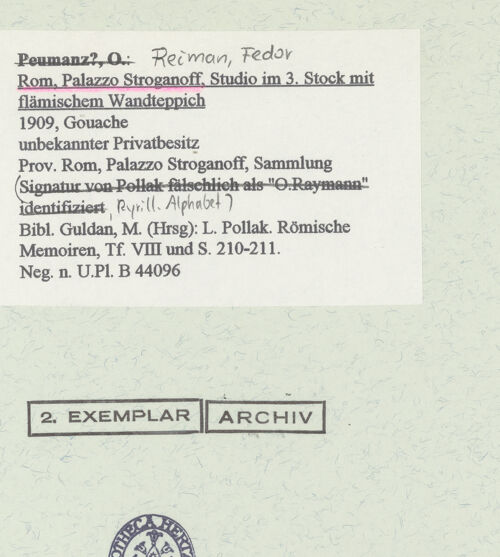 Peumanz?, O.: Reiman, Fedor
Rom, Palazzo Stroganoff, Studio im 3. Stock mit
flämischem Wandteppich
1909, Gouache
unbekannter Privatbesitz
Prov. Rom, Palazzo Stroganoff, Sammlung
(Signatur von Pollak fälschlich als "O.Raymann"
identifiziert, Kyrill. Alphabet)
Bibl. Guldan, M. (Hrsg): L. Pollak. Römische
Memoiren, Tf. VIII und S. 210-211.
Neg. n. U.Pl. B 44096
2. EXEMPLAR ARCHIV